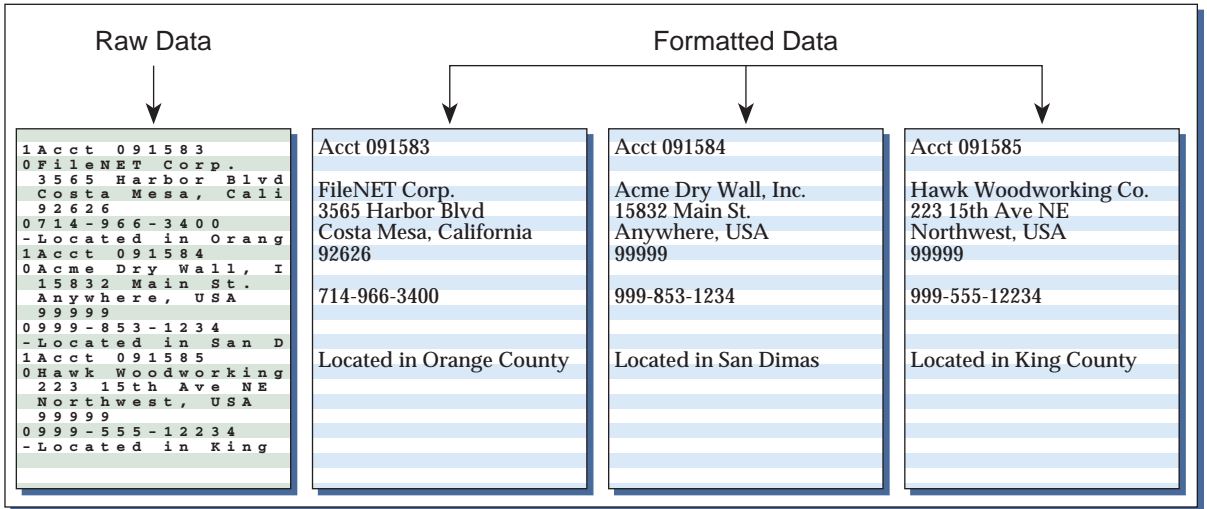 Raw Data
Formatted Data
1Acct 091583
0FileNET Corp.
 3565 Harbor Blvd
 Costa Mesa, Cali
 92626
0714-966-3400
-Located in Orang
1Acct 091584
0Acme Dry Wall, I
 15832 Main St.
 Anywhere, USA
 99999
0999-853-1234
-Located in San D
1Acct 091585
0Hawk Woodworking
 223 15th Ave NE
 Northwest, USA
 99999
0999-555-12234
-Located in King
Acct 091583
FileNET Corp.
3565 Harbor Blvd
Costa Mesa, California
92626
714-966-3400
Located in Orange County
Acct 091584
Acme Dry Wall, Inc.
15832 Main St.
Anywhere, USA
99999
999-853-1234
Located in San Dimas
Acct 091585
Hawk Woodworking Co.
223 15th Ave NE
Northwest, USA
99999
999-555-12234
Located in King County